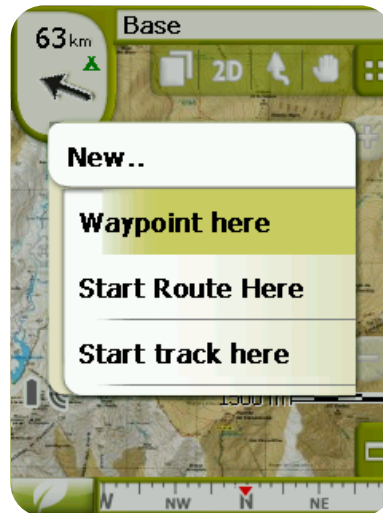 63km
Base
2D
New..
Waypoint here
Start Route Here
Start track here
NW
N
NE